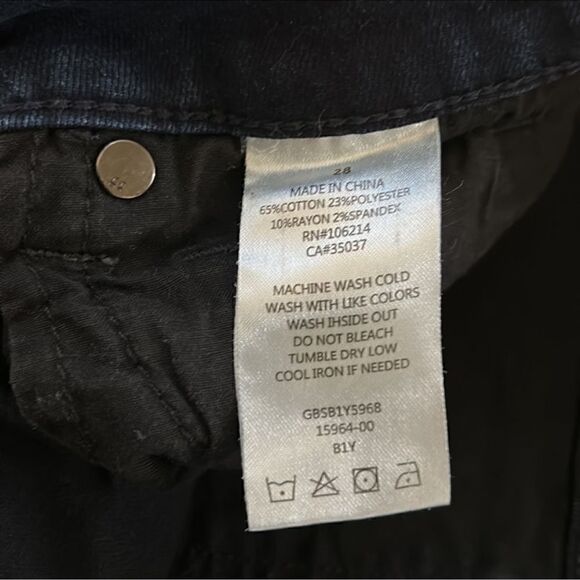 28
MADE IN CHINA
65%COTTON 23%POLYESTER
10%RAYON 2%SPANDEX
RN#106214
CA#35037
MACHINE WASH COLD
WASH WITH LIKE COLORS
WASH IHSIDE OUT
DO NOT BLEACH
TUMBLE DRY LOW
COOL IRON IF NEEDED
GBSB1Y5968
15964-00
B1Y